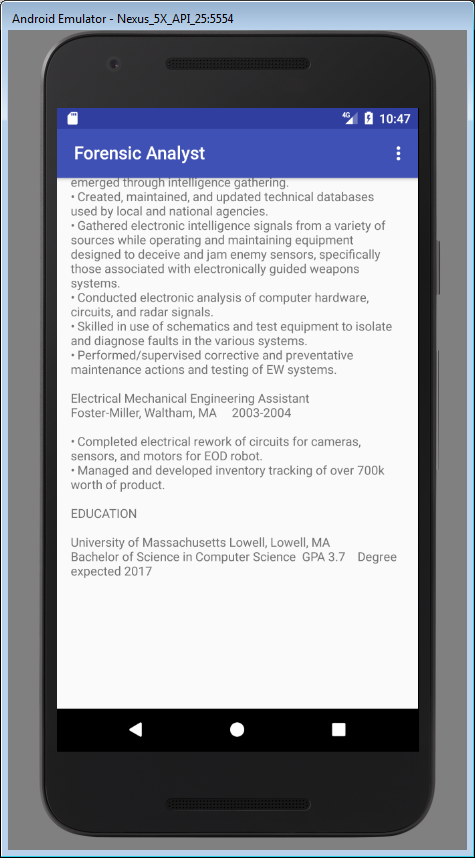 Android Emulator - Nexus_5X_API_25:5554
4G 10:47
Forensic Analyst
emerged through intelligence gathering.
• Created, maintained, and updated technical databases
used by local and national agencies.
• Gathered electronic intelligence signals from a variety of
sources while operating and maintaining equipment
designed to deceive and jam enemy sensors, specifically
those associated with electronically guided weapons
systems.
• Conducted electronic analysis of computer hardware,
circuits, and radar signals.
• Skilled in use of schematics and test equipment to isolate
and diagnose faults in the various systems.
• Performed/supervised corrective and preventative
maintenance actions and testing of EW systems.
Electrical Mechanical Engineering Assistant
Foster-Miller, Waltham, MA 2003-2004
• Completed electrical rework of circuits for cameras,
sensors, and motors for EOD robot.
• Managed and developed inventory tracking of over 700k
worth of product.
EDUCATION
University of Massachusetts Lowell, Lowell, MA
Bachelor of Science in Computer Science GPA 3.7 Degree
expected 2017